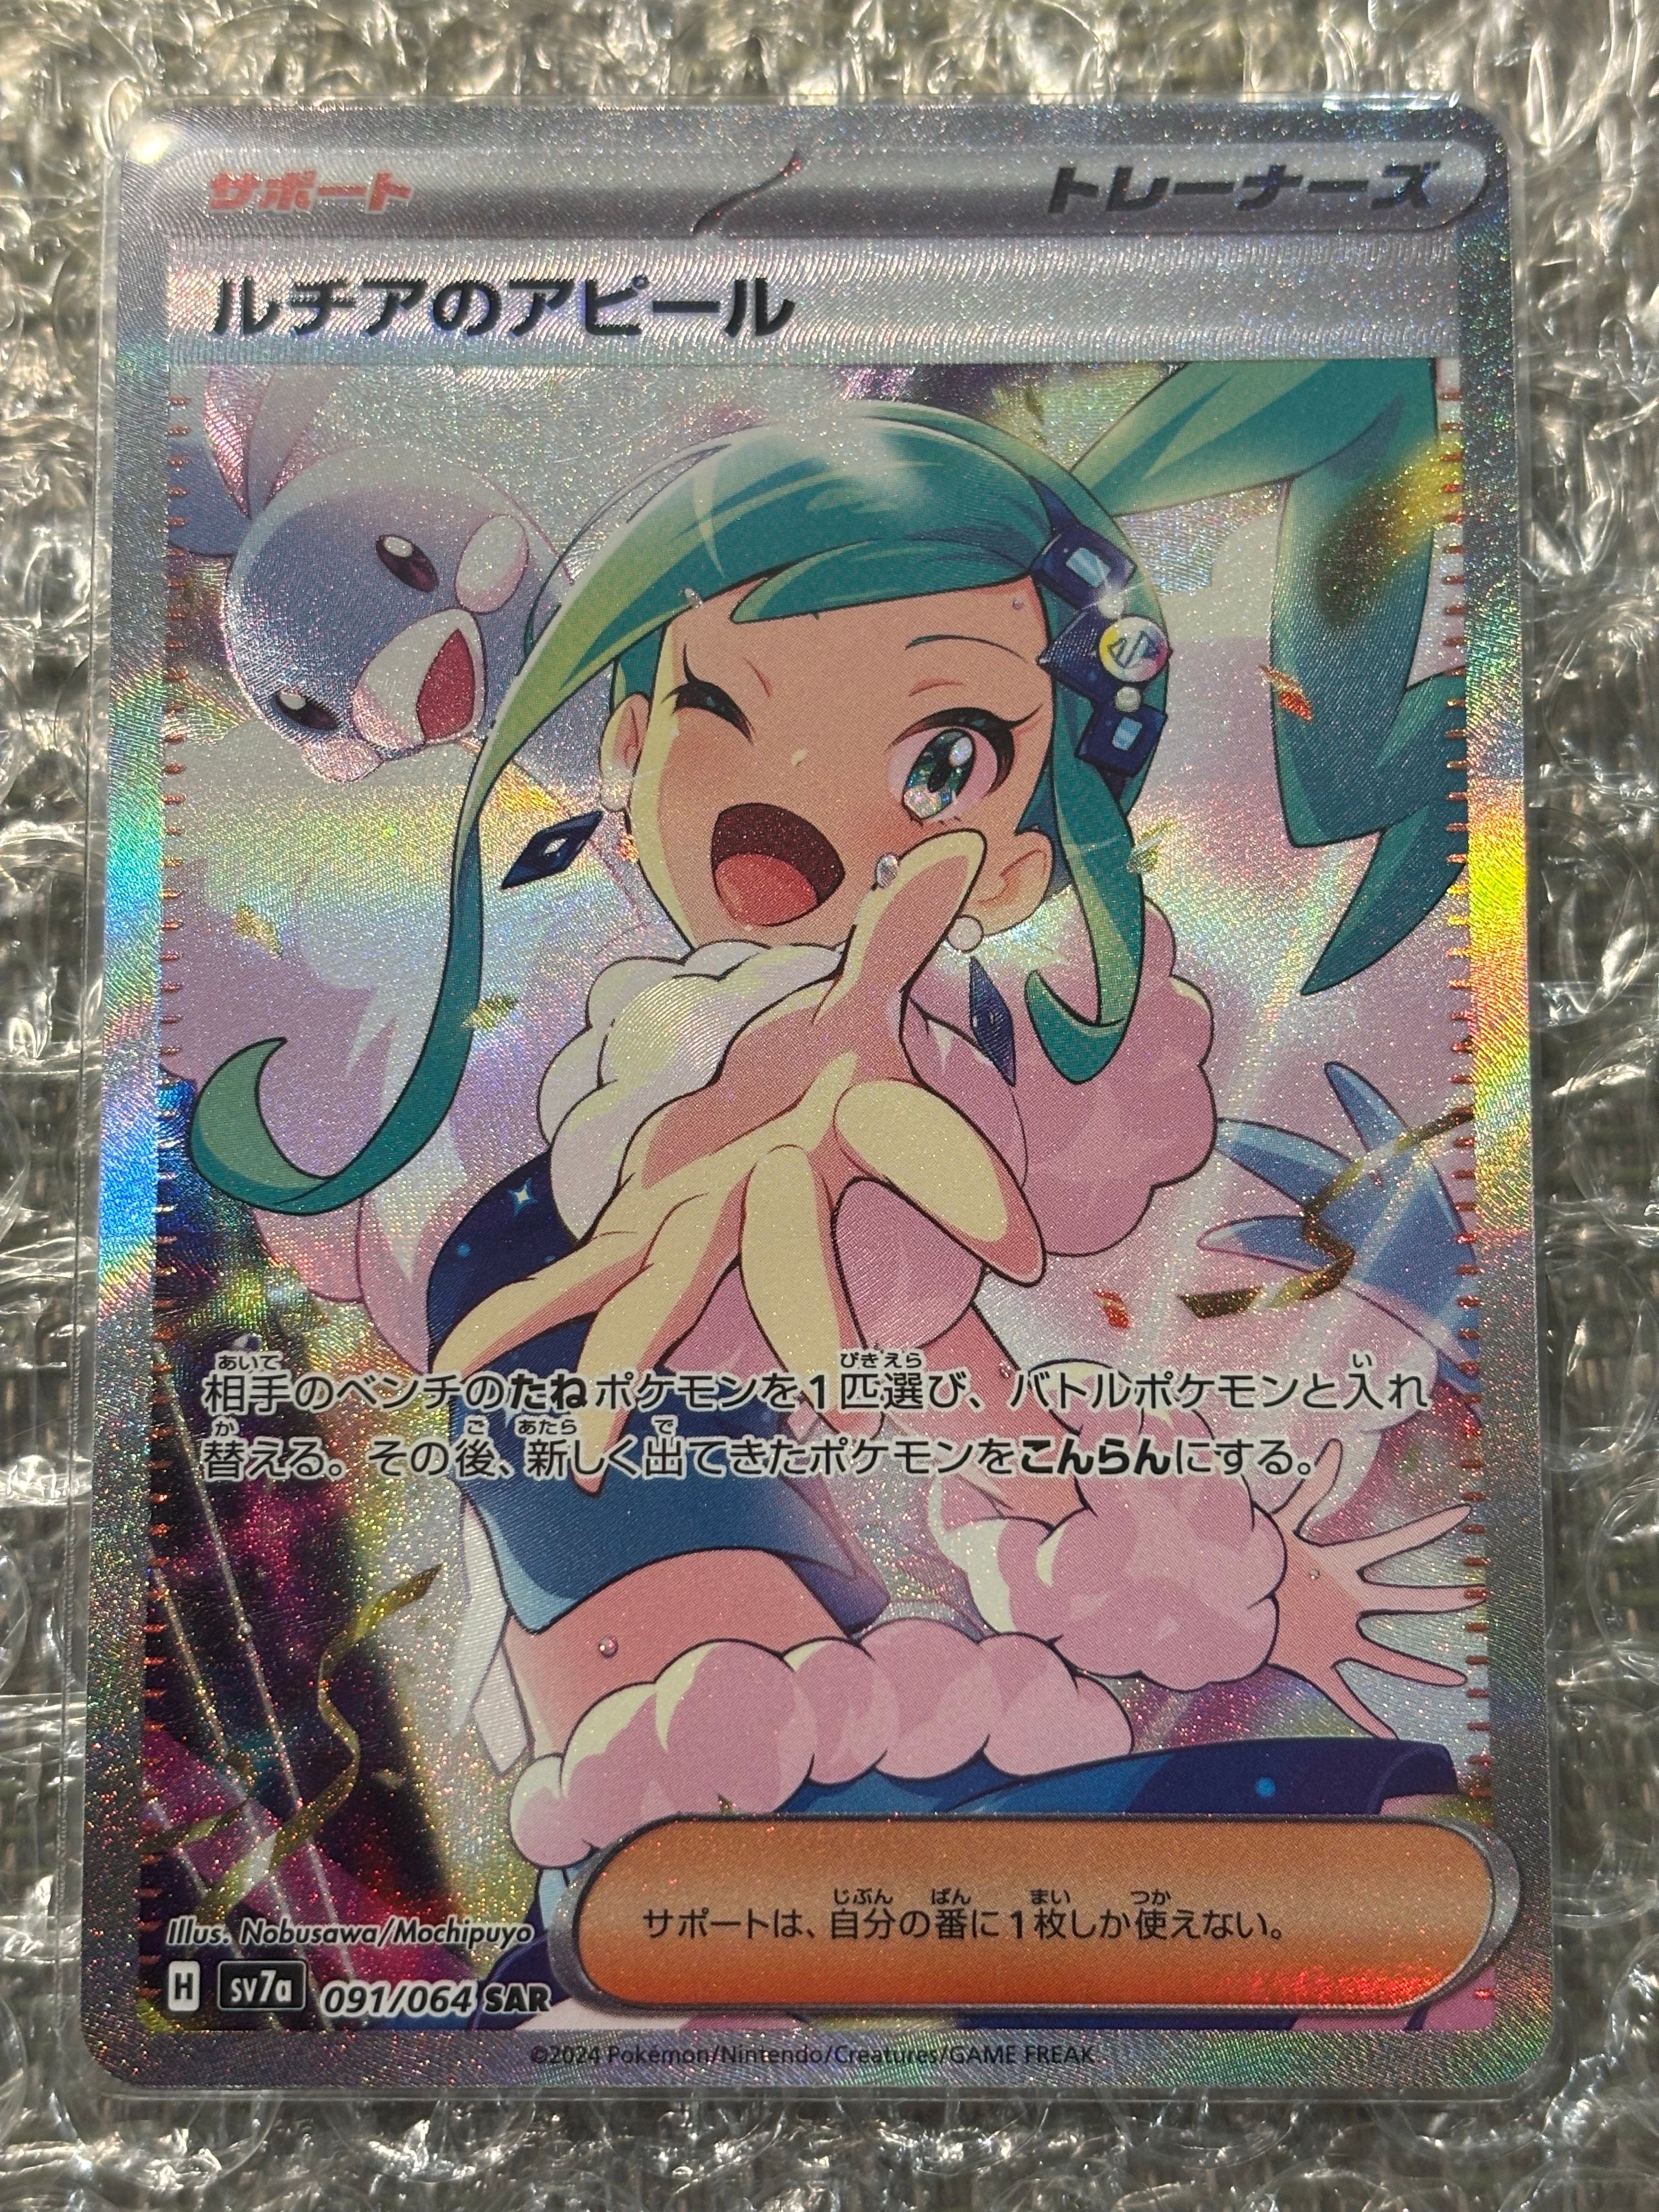 サポート
トレーナーズ
ルチアのアピール
相手のベンチのたねポケモンを1匹選び、バトルポケモンと入れ
替える。その後、新しく出てきたポケモンをこんらんにする。
サポートは、自分の番に1枚しか使えない。
Illus. Nobusawa/Mochipuyo
H sv7a 091/064 SAR
©2024 Pokémon/Nintendo/Creatures/GAME FREAK